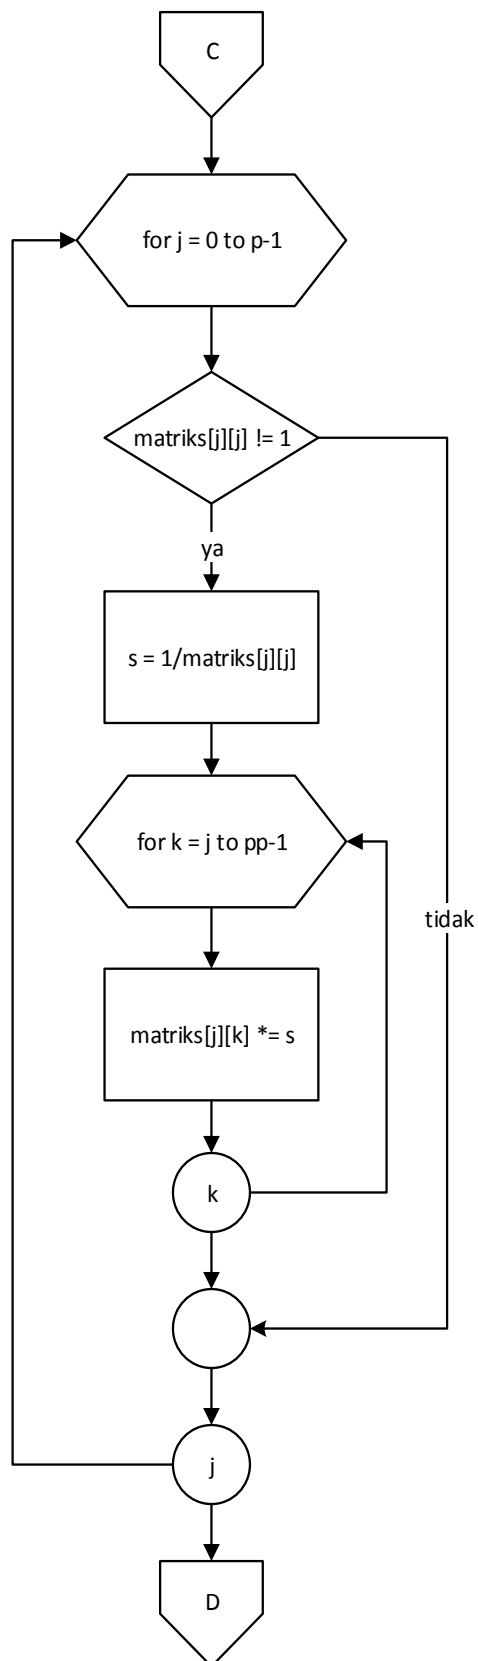 C
for j = 0 to p-1
matriks[j][j] != 1
ya
s = 1/matriks[j][j]
for k = j to pp-1
tidak
matriks[j][k] *= s
k
j
D